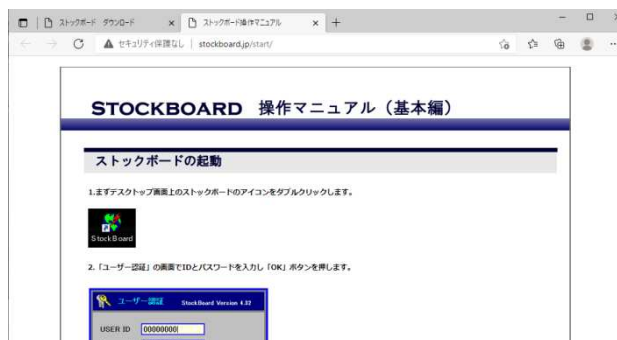 ストックボード ダウンロード
ストックボード操作マニュアル
セキュリティ保護なし | stockboard.jp/start/
STOCKBOARD 操作マニュアル（基本編）
ストックボードの起動
1.まずデスクトップ画面上のストックボードのアイコンをダブルクリックします。
StockBoard
2.「ユーザー認証」の画面でIDとパスワードを入力し「OK」ボタンを押します。
ユーザー認証 StockBoard Version 4.32
USER ID 00000000